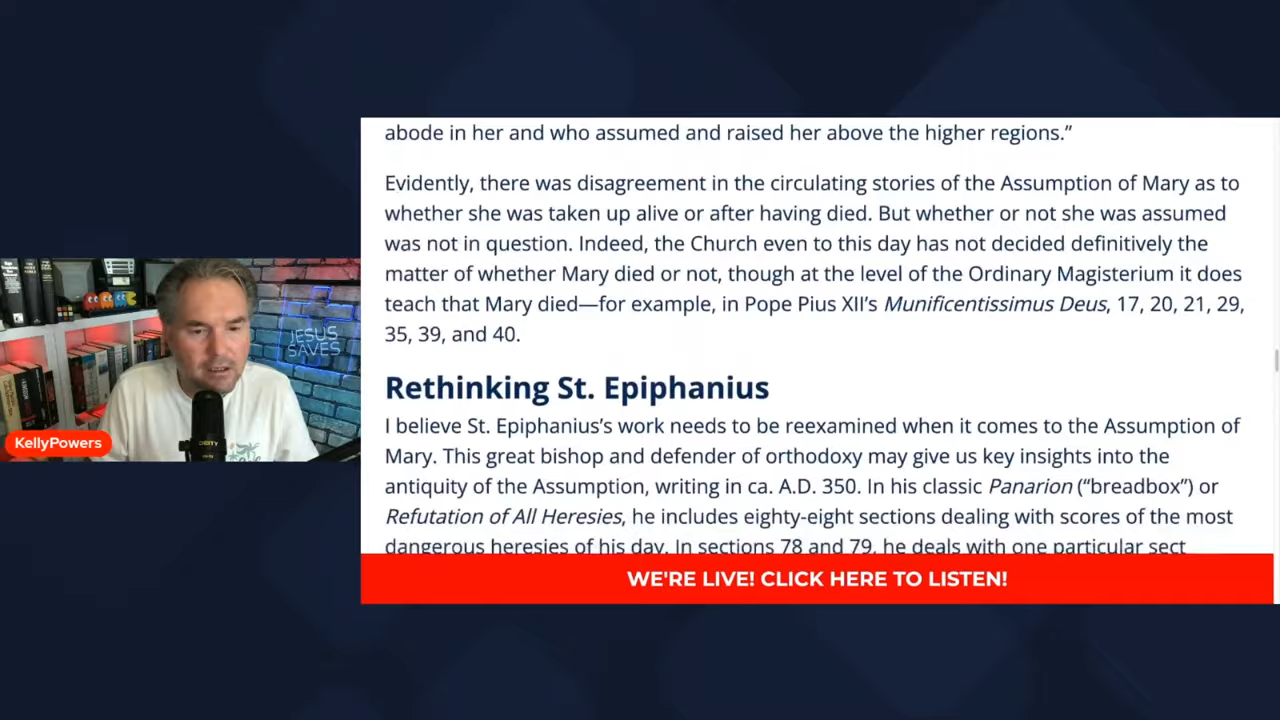 abode in her and who assumed and raised her above the higher regions.”
Evidently, there was disagreement in the circulating stories of the Assumption of Mary as to
whether she was taken up alive or after having died. But whether or not she was assumed
was not in question. Indeed, the Church even to this day has not decided definitively the
matter of whether Mary died or not, though at the level of the Ordinary Magisterium it does
teach that Mary died—for example, in Pope Pius XII’s Munificentissimus Deus, 17, 20, 21, 29,
35, 39, and 40.
Rethinking St. Epiphanius
I believe St. Epiphanius’s work needs to be reexamined when it comes to the Assumption of
Mary. This great bishop and defender of orthodoxy may give us key insights into the
antiquity of the Assumption, writing in ca. A.D. 350. In his classic Panarion (“breadbox”) or
Refutation of All Heresies, he includes eighty-eight sections dealing with scores of the most
dangerous heresies of his day. In sections 78 and 79, he deals with one particular sect
WE'RE LIVE! CLICK HERE TO LISTEN!
JESUS
SAVES
KellyPowers